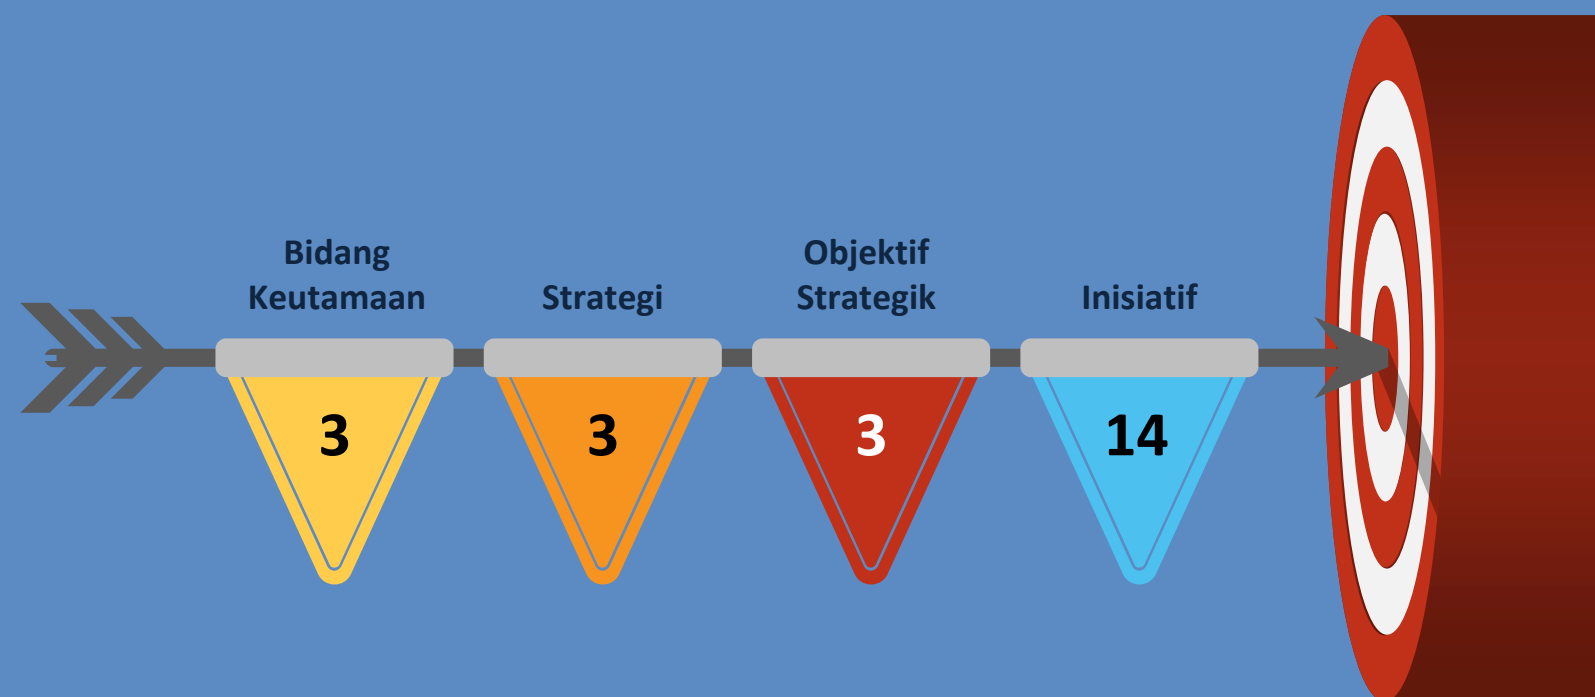 Bidang
Keutamaan
Strategi
Objektif
Strategik
Inisiatif
3
3
3
14